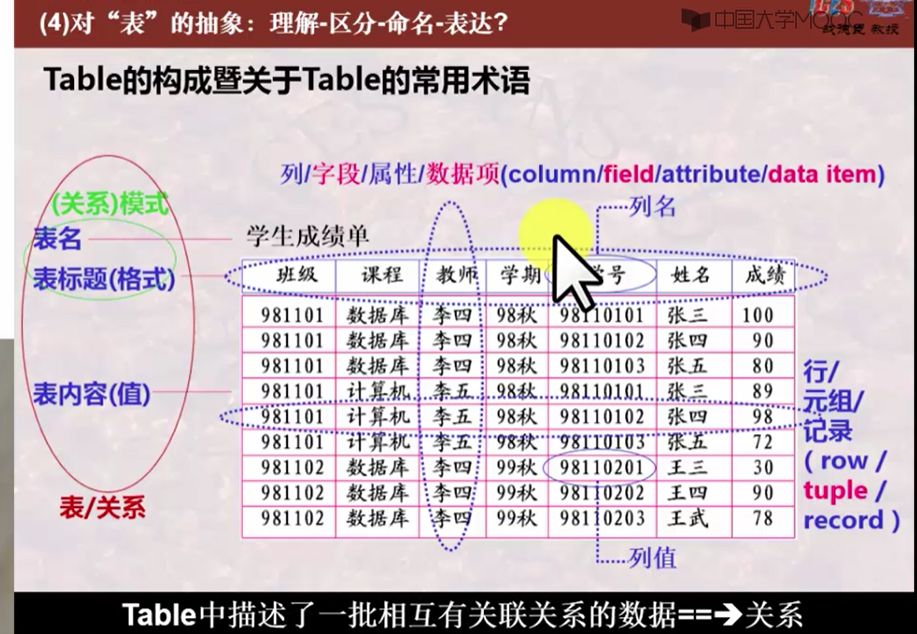 (4)对“表”的抽象：理解-区分-命名-表达?
中国大学MOOC
战德臣 教授
Table的构成暨关于Table的常用术语
列/字段/属性/数据项(column/field/attribute/data item)
列名
(关系)模式
表名
学生成绩单
表标题(格式)
班级 课程 教师 学期 学号 姓名 成绩
981101 数据库 李四 98秋 98110101 张三 100
981101 数据库 李四 98秋 98110102 张四 90
981101 数据库 李四 98秋 98110103 张五 80
981101 计算机 李五 98秋 98110101 张三 89
981101 计算机 李五 98秋 98110102 张四 98
981101 计算机 李五 98秋 98110103 张五 72
981102 数据库 李四 99秋 98110201 王三 30
981102 数据库 李四 99秋 98110202 王四 90
981102 数据库 李四 99秋 98110203 王武 78
表内容(值)
行/
元组/
记录
( row /
tuple /
record )
表/关系
列值
Table中描述了一批相互有关联关系的数据==➔关系